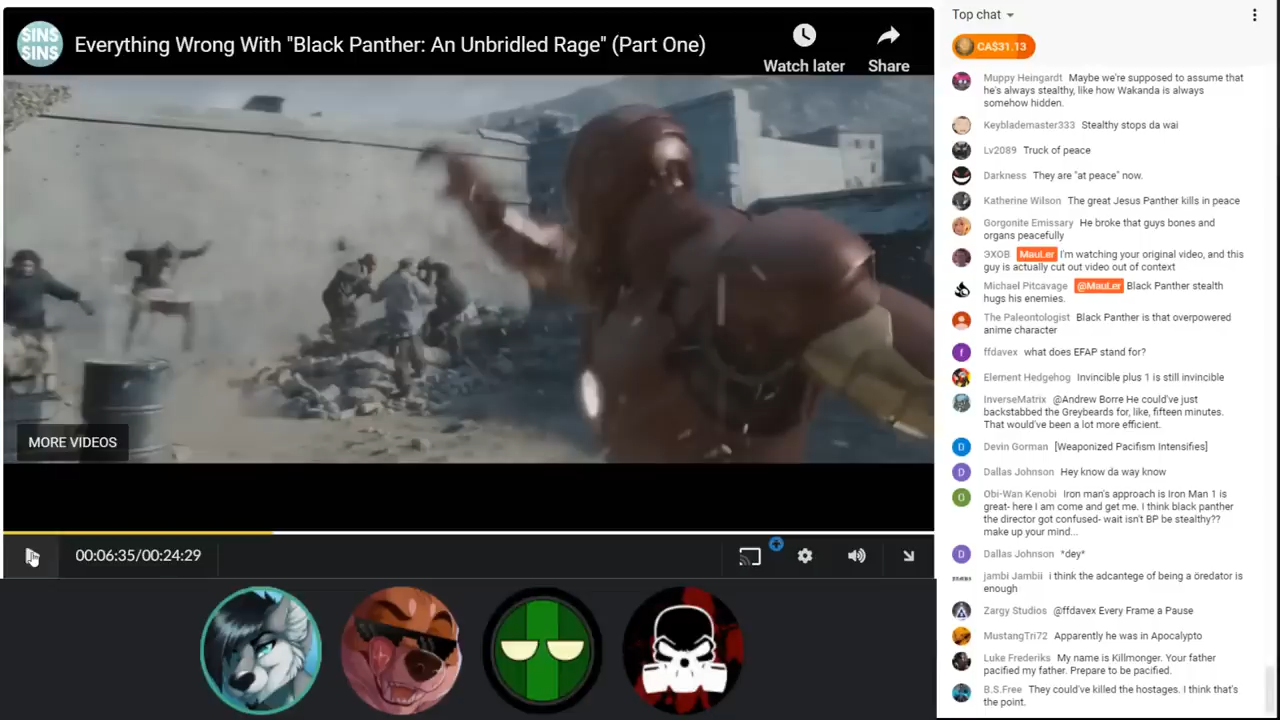 SINS
SINS
Everything Wrong With "Black Panther: An Unbridled Rage" (Part One)
Watch later
Share
MORE VIDEOS
00:06:35/00:24:29
Top chat
CA$31.13
Muppy Heingardt Maybe we're supposed to assume that
he's always stealthy, like how Wakanda is always
somehow hidden.
Keyblademaster333 Stealthy stops da wai
Lv2089 Truck of peace
Darkness They are "at peace" now.
Katherine Wilson The great Jesus Panther kills in peace
Gorgonite Emissary He broke that guys bones and
organs peacefully
ЭХОВ MauLer I'm watching your original video, and this
guy is actually cut out video out of context
Michael Pitcavage @MauLer Black Panther stealth
hugs his enemies.
The Paleontologist Black Panther is that overpowered
anime character
f
ffdavex what does EFAP stand for?
Element Hedgehog Invincible plus 1 is still invincible
InverseMatrix @Andrew Borre He could've just
backstabbed the Greybeards for, like, fifteen minutes.
That would've been a lot more efficient.
D
Devin Gorman [Weaponized Pacifism Intensifies]
D
Dallas Johnson Hey know da way know
O
Obi-Wan Kenobi Iron man's approach is Iron Man 1 is
great- here I am come and get me. I think black panther
the director got confused- wait isn't BP be stealthy??
make up your mind...
D
Dallas Johnson *dey*
jambi Jambii i think the adcantege of being a öredator is
enough
Zargy Studios @ffdavex Every Frame a Pause
MustangTri72 Apparently he was in Apocalypto
Luke Frederiks My name is Killmonger. Your father
pacified my father. Prepare to be pacified.
B.S.Free They could've killed the hostages. I think that's
the point.